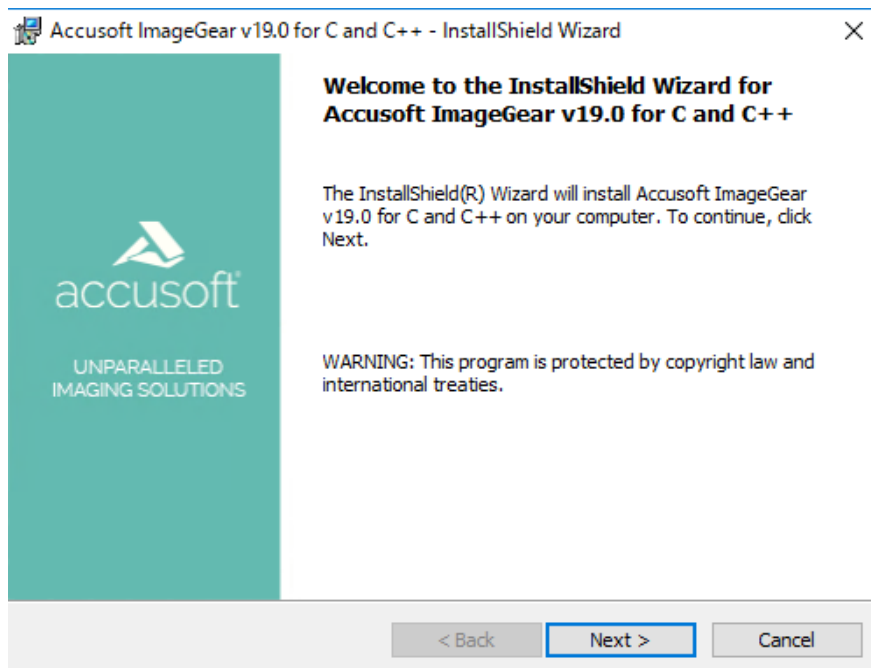 Accusoft ImageGear v19.0 for C and C++ - InstallShield Wizard
Welcome to the InstallShield Wizard for
Accusoft ImageGear v19.0 for C and C++
The InstallShield(R) Wizard will install Accusoft ImageGear
v19.0 for C and C++ on your computer. To continue, click
Next.
accusoft
UNPARALLELED
IMAGING SOLUTIONS
WARNING: This program is protected by copyright law and
international treaties.
< Back
Next >
Cancel